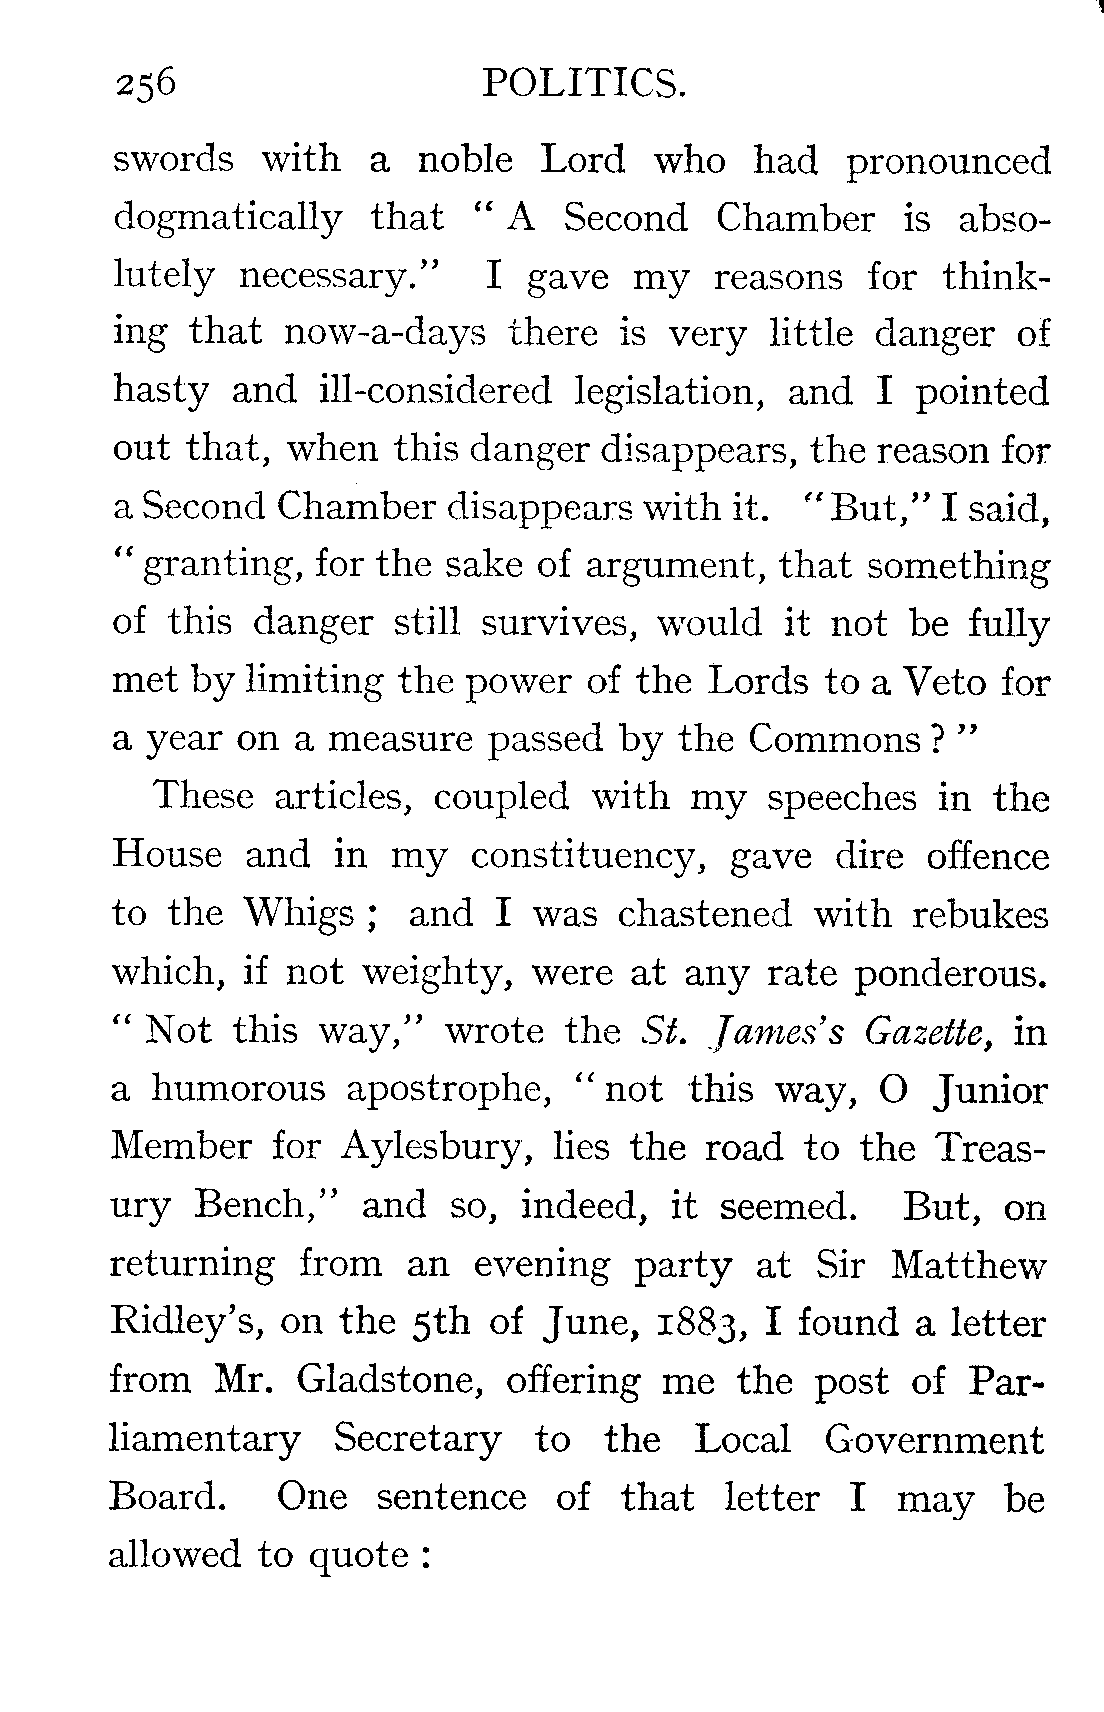 256 POLITICS.
swords with a noble Lord who had pronounced
dogmatically that “ A Second Chamber is abso-
lutely necessary.” I gave my reasons for think-
ing that now-a-days there is very little danger of
hasty and ill-considered legislation, and I pointed
out that, when this danger disappears, the reason for
a Second Chamber disappears with it. “But,” I said,
“ granting, for the sake of argument, that something
of this danger still survives, would it not be fully
met by limiting the power of the Lords to a Veto for
a year on a measure passed by the Commons ? ”
These articles, coupled with my speeches in the
House and in my constituency, gave dire offence
to the Whigs ; and I was chastened with rebukes
which, if not weighty, were at any rate ponderous.
“ Not this way,” wrote the St. James's Gazette, in
a humorous apostrophe, “ not this way, O Junior
Member for Aylesbury, lies the road to the Treas-
ury Bench,” and so, indeed, it seemed. But, on
returning from an evening party at Sir Matthew
Ridley's, on the 5th of June, 1883, I found a letter
from Mr. Gladstone, offering me the post of Par-
liamentary Secretary to the Local Government
Board. One sentence of that letter I may be
allowed to quote :